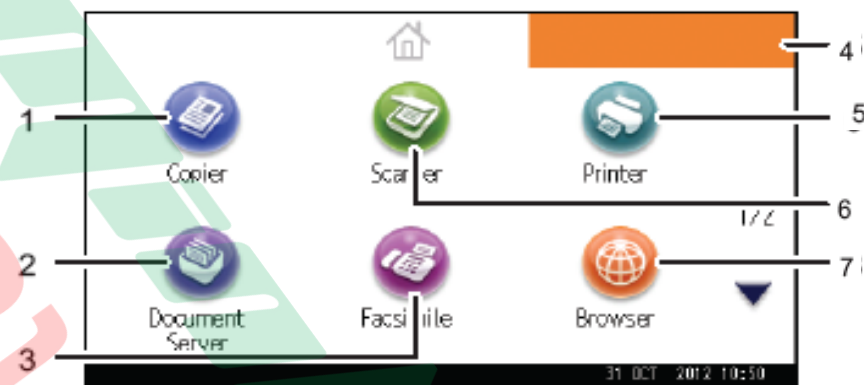 4
1
5
Copier
Scanner
Printer
6
1/2
2
7
Document
Server
Facsimile
Browser
3
31 OCT 2012 10:50